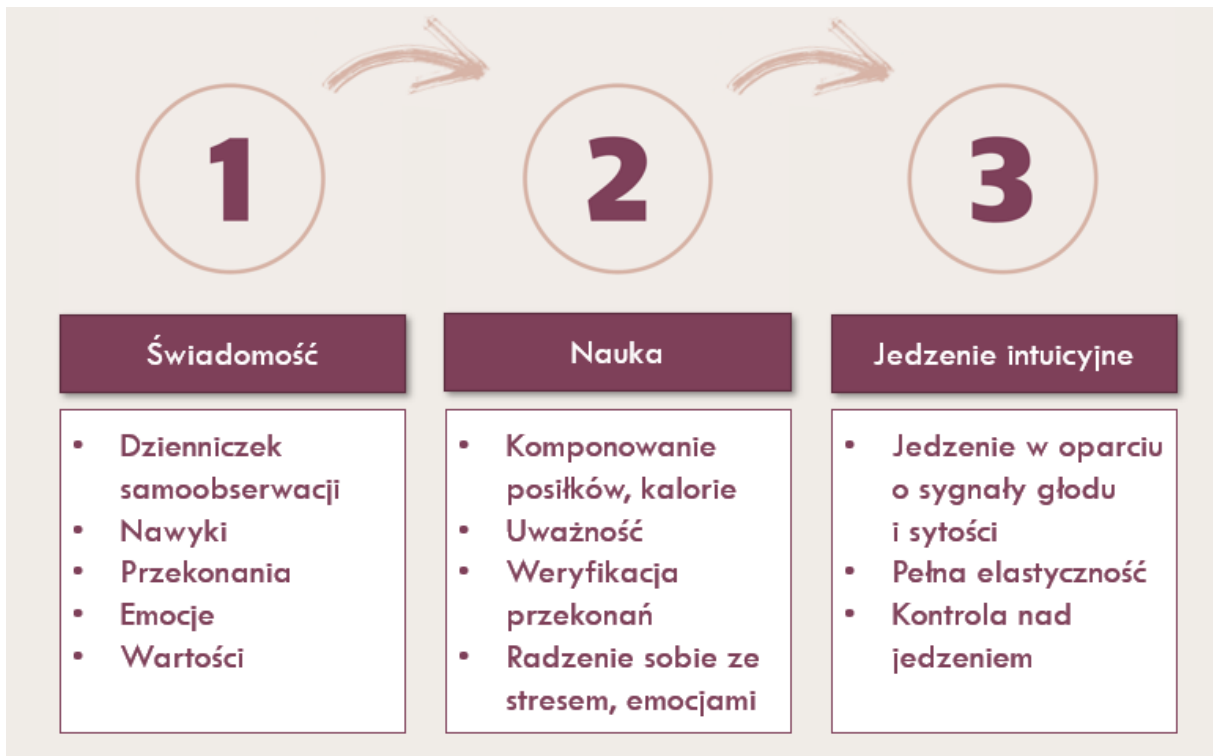 1
2
3
Świadomość
• Dzienniczek
samoobserwacji
• Nawyki
• Przekonania
• Emocje
• Wartości
Nauka
• Komponowanie
posiłków, kalorie
• Uważność
• Weryfikacja
przekonań
• Radzenie sobie ze
stresem, emocjami
Jedzenie intuicyjne
• Jedzenie w oparciu
o sygnały głodu
i sytości
• Pełna elastyczność
• Kontrola nad
jedzeniem